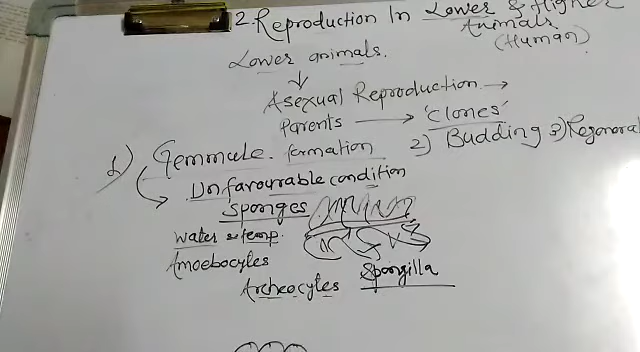 2. Reproduction In Lower & Higher
Animals.
(Human)
Lower animals.
Asexual Reproduction.
Parents 'Clones'
1) Gemmule formation 2) Budding 3) Regenerat
Unfavourable condition
Sponges
water & temp.
Amoebocytes
Archeocytes Spongilla